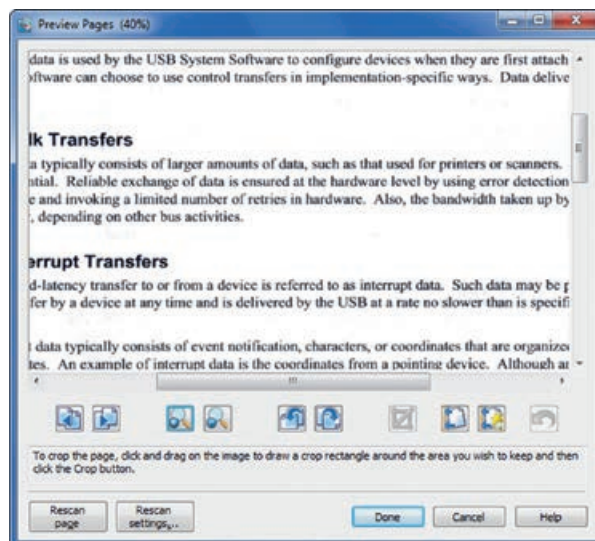 Preview Pages (40%)
data is used by the USB System Software to configure devices when they are first attach
oftware can choose to use control transfers in implementation-specific ways. Data delive
lk Transfers
a typically consists of larger amounts of data, such as that used for printers or scanners.
ntial. Reliable exchange of data is ensured at the hardware level by using error detection
e and invoking a limited number of retries in hardware. Also, the bandwidth taken up by
, depending on other bus activities.
errupt Transfers
d-latency transfer to or from a device is referred to as interrupt data. Such data may be p
fer by a device at any time and is delivered by the USB at a rate no slower than is specifi
data typically consists of event notification, characters, or coordinates that are organized
tes. An example of interrupt data is the coordinates from a pointing device. Although an
To crop the page, click and drag on the image to draw a crop rectangle around the area you wish to keep and then
click the Crop button.
Rescan page
Rescan settings...
Done
Cancel
Help